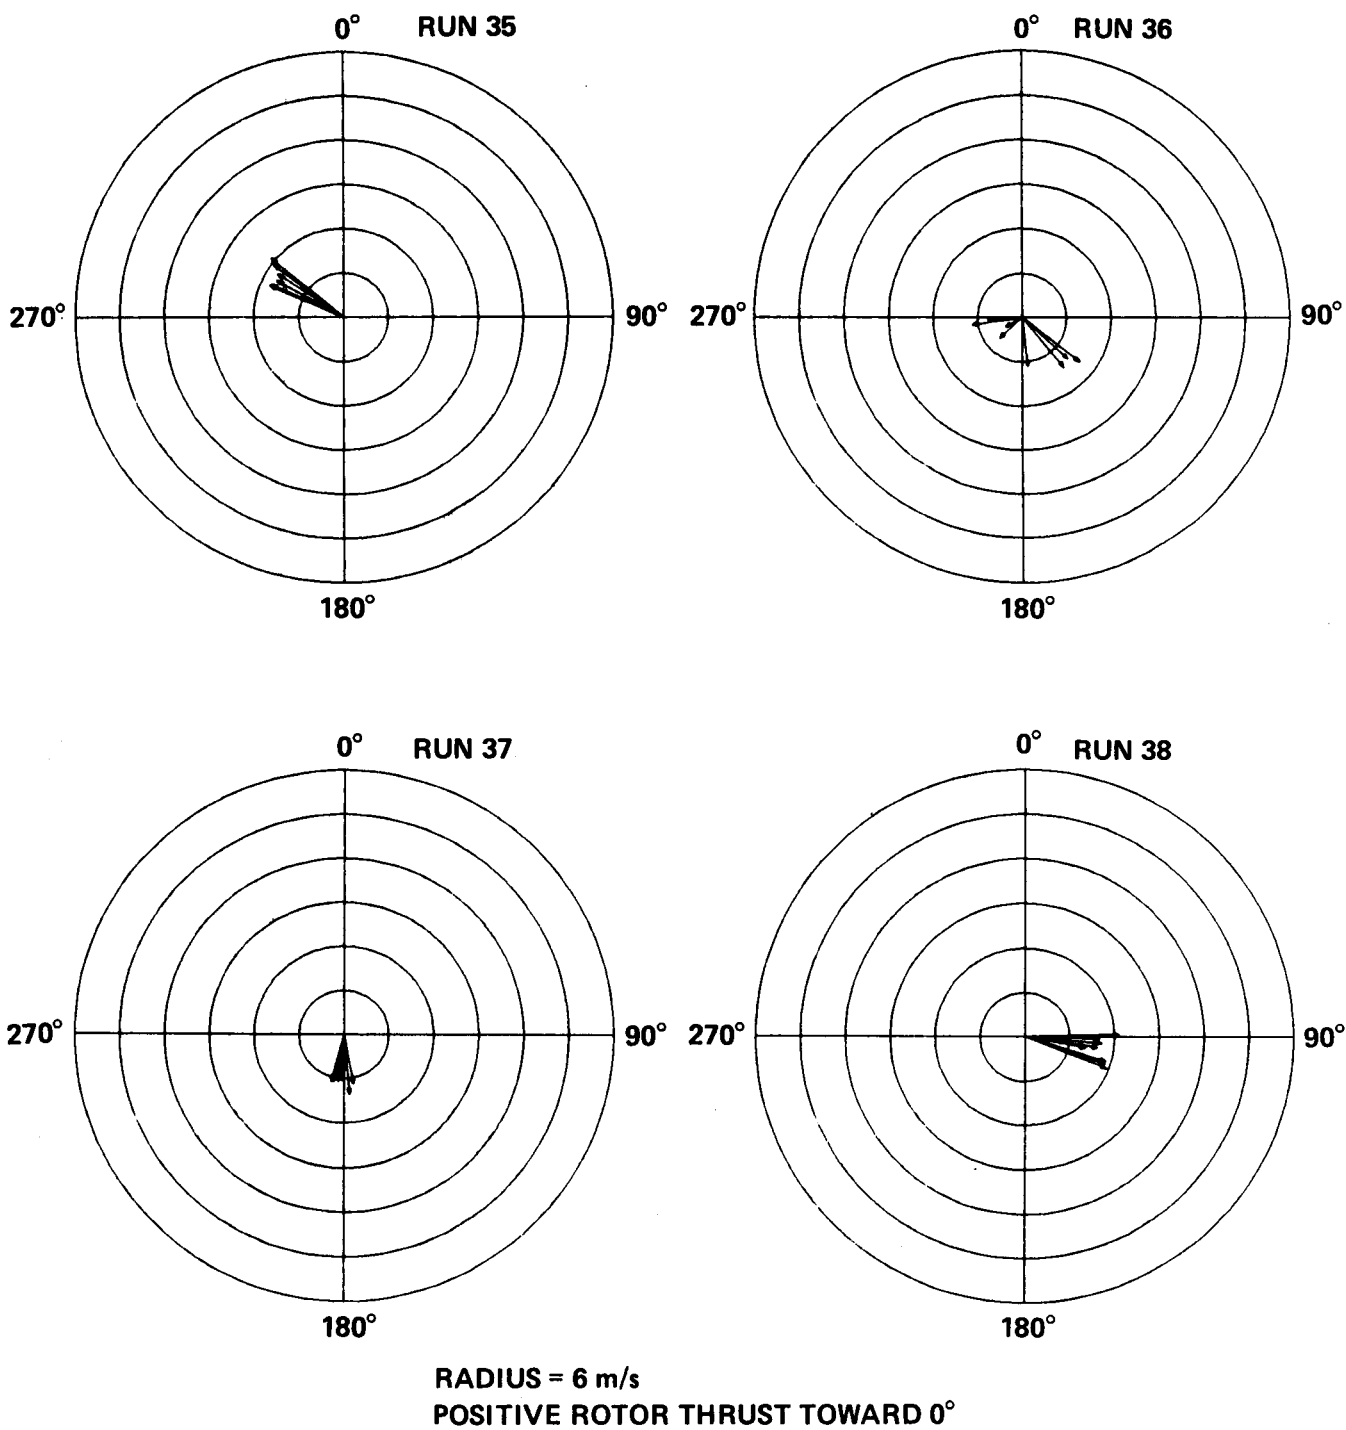 0° RUN 35
270° 90°
180°
0° RUN 36
270° 90°
180°
0° RUN 37
270° 90°
180°
0° RUN 38
270° 90°
180°
RADIUS = 6 m/s
POSITIVE ROTOR THRUST TOWARD 0°